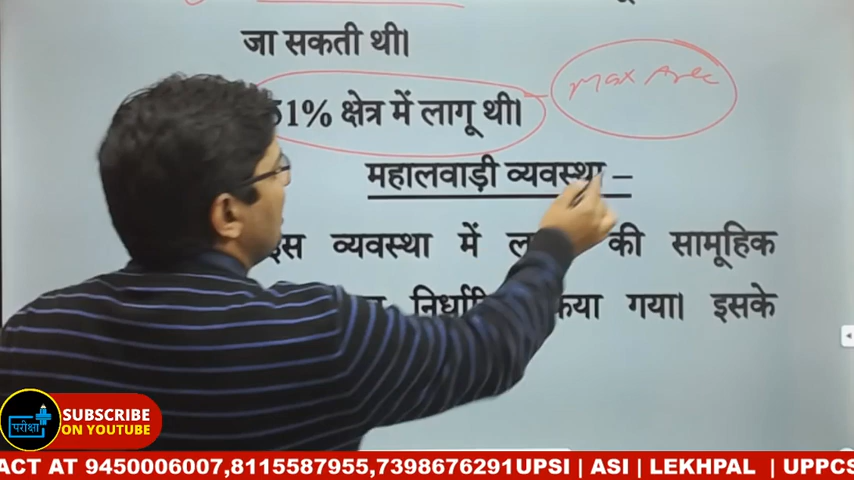 जा सकती थी।
51% क्षेत्र में लागू थी।
Max Area
महालवाड़ी व्यवस्था –
इस व्यवस्था में की सामूहिक
निर्धारित किया गया। इसके
परीक्षा
SUBSCRIBE
ON YOUTUBE
ACT AT 9450006007,8115587955,7398676291UPSI | ASI | LEKHPAL | UPPCS